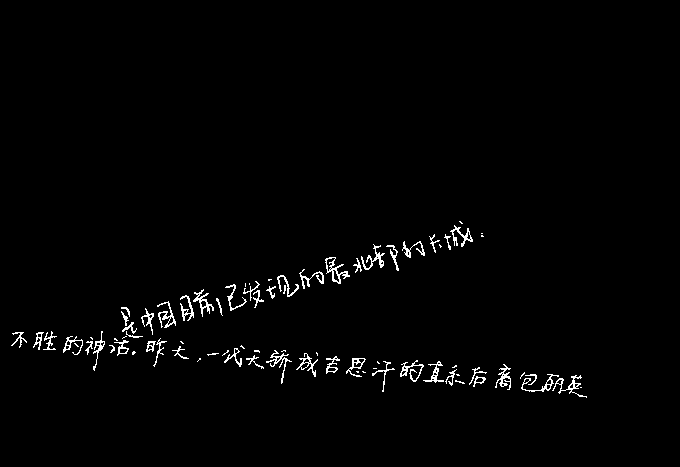 是中国目前已发现的最北部的长城.
不胜的神话.昨天,一代天骄成吉思汗的直系后裔包丽英